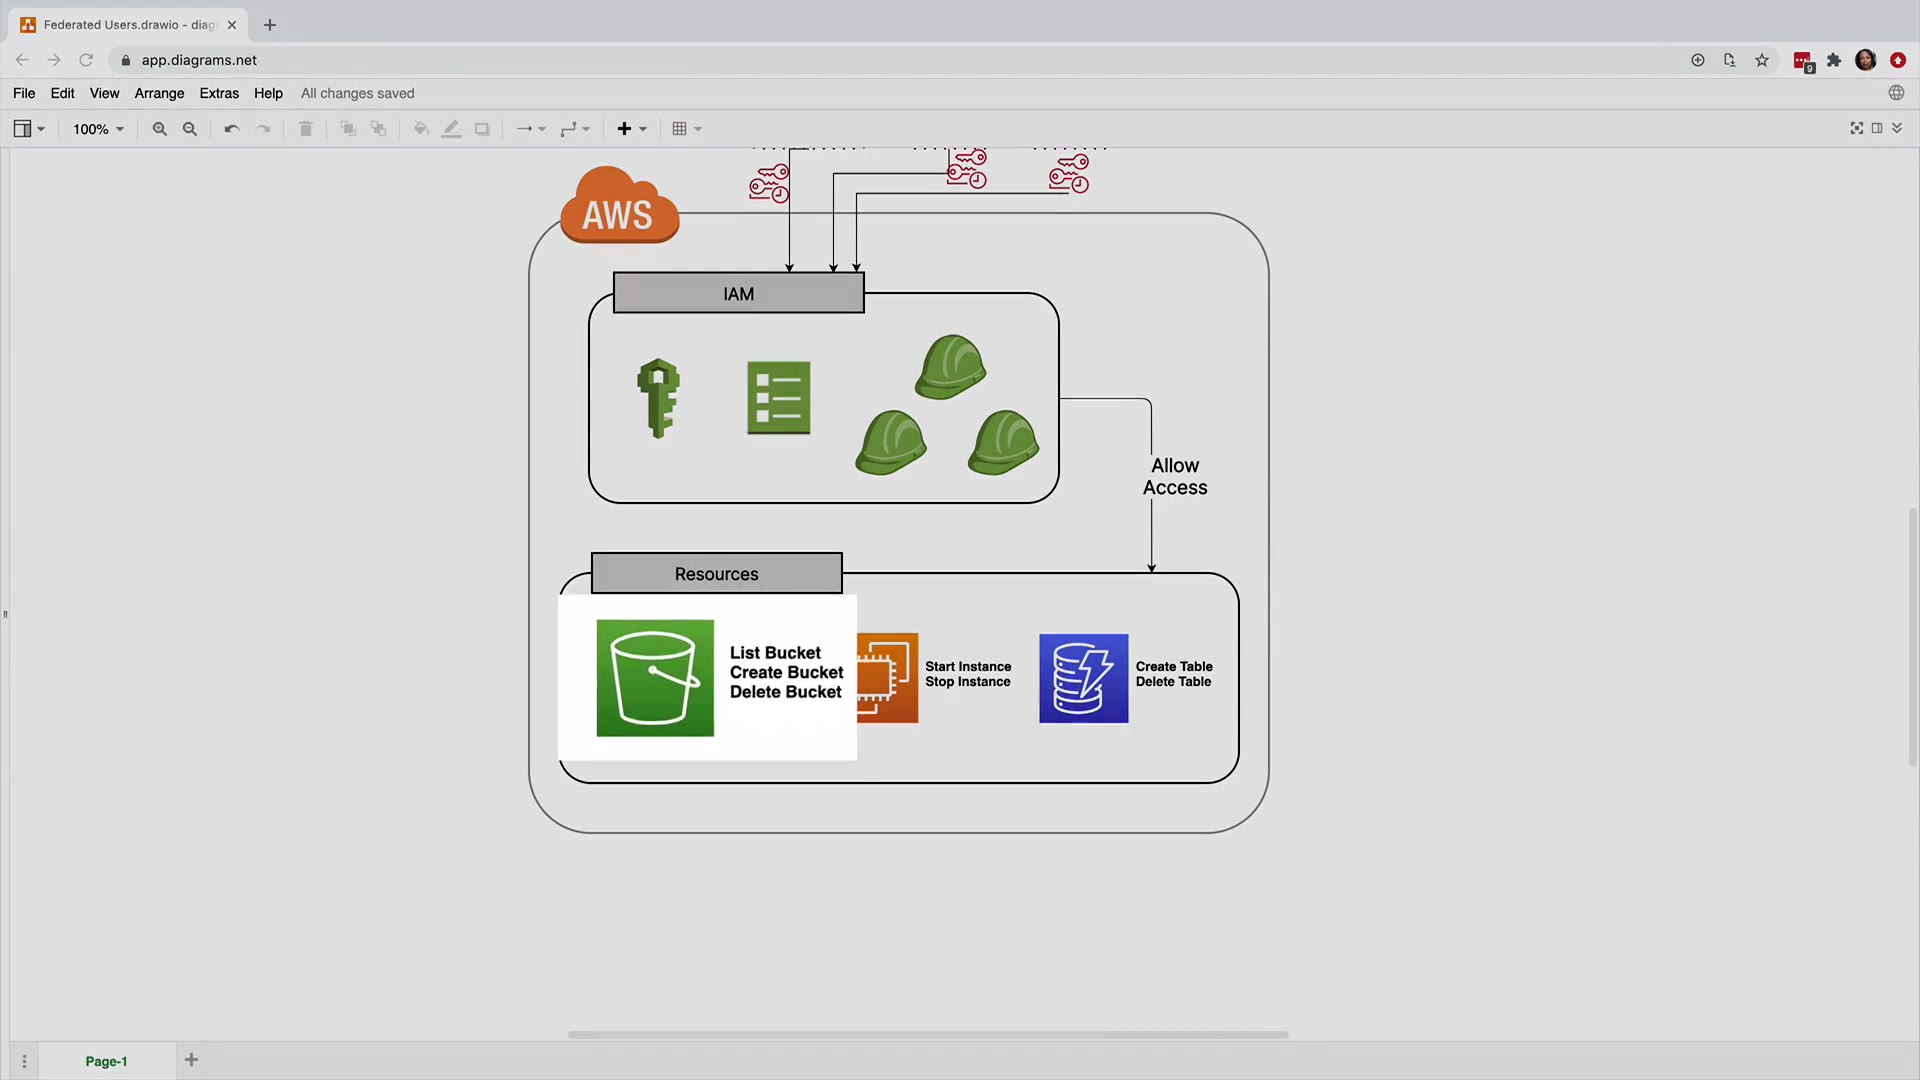 Federated Users.drawio - diag
app.diagrams.net
9
File Edit View Arrange Extras Help All changes saved
100%
AWS
IAM
Allow
Access
Resources
List Bucket
Create Bucket
Delete Bucket
Start Instance
Stop Instance
Create Table
Delete Table
Page-1